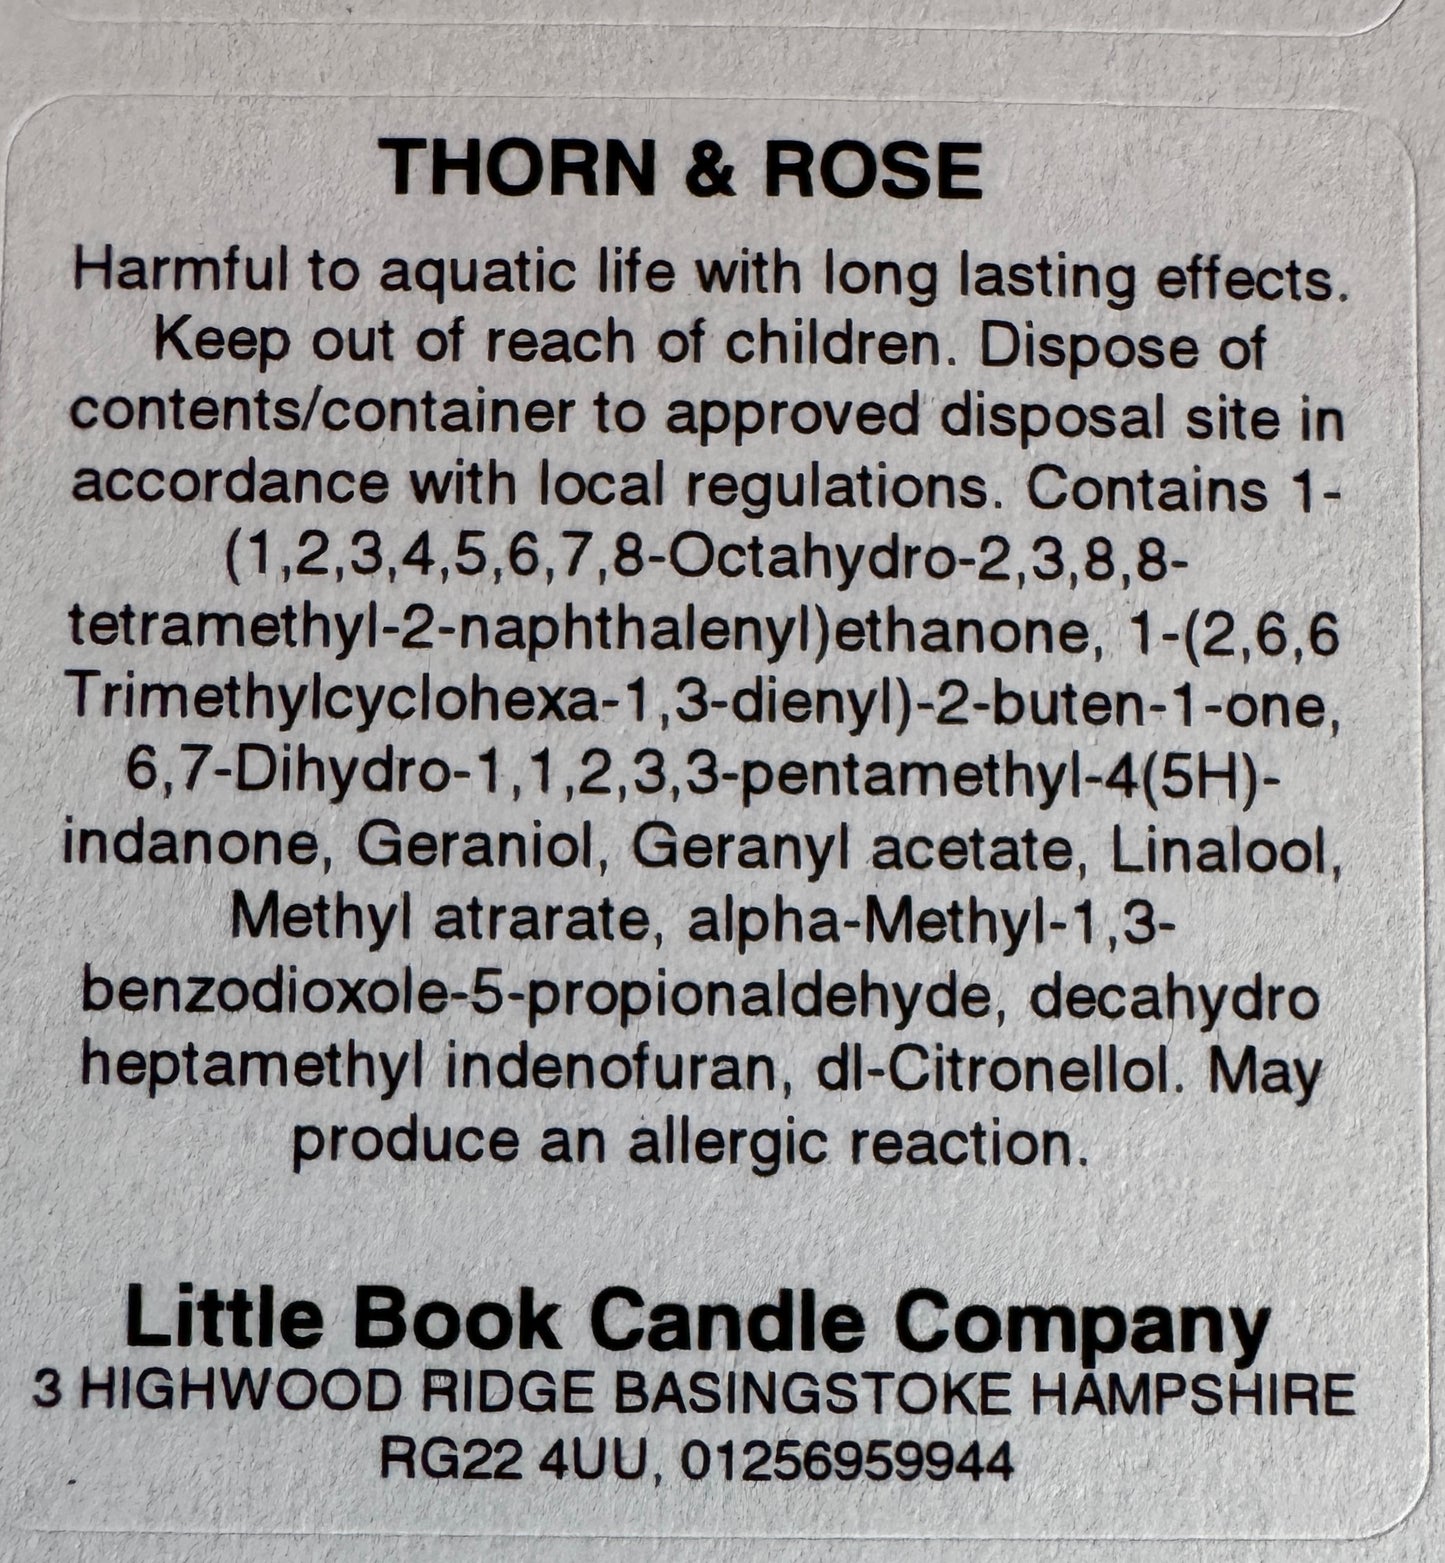 THORN & ROSE
Harmful to aquatic life with long lasting effects.
Keep out of reach of children. Dispose of
contents/container to approved disposal site in
accordance with local regulations. Contains 1-
(1,2,3,4,5,6,7,8-Octahydro-2,3,8,8-
tetramethyl-2-naphthalenyl)ethanone, 1-(2,6,6
Trimethylcyclohexa-1,3-dienyl)-2-buten-1-one,
6,7-Dihydro-1,1,2,3,3-pentamethyl-4(5H)-
indanone, Geraniol, Geranyl acetate, Linalool,
Methyl atrarate, alpha-Methyl-1,3-
benzodioxole-5-propionaldehyde, decahydro
heptamethyl indenofuran, dl-Citronellol. May
produce an allergic reaction.
Little Book Candle Company
3 HIGHWOOD RIDGE BASINGSTOKE HAMPSHIRE
RG22 4UU, 01256959944